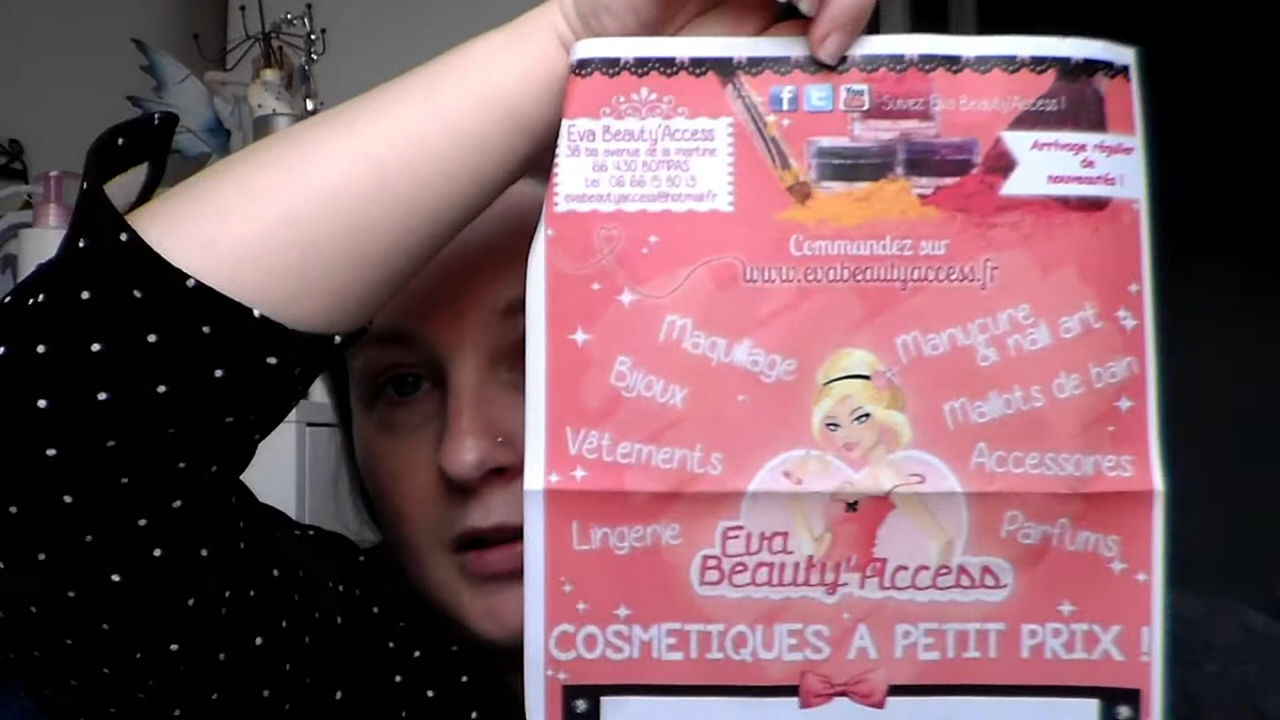 f t You Suivez Eva Beauty'Access !
Eva Beauty'Access
38 bis avenue de la martine
66 430 BOMPAS
tel 06 66 15 80 13
evabeautyaccess@hotmail.fr
Arrivage régulier
de
nouveautés !
Commandez sur
www.evabeautyaccess.fr
Maquillage
Manucure
& nail art
Bijoux
Maillots de bain
Vêtements
Accessoires
Lingerie
Parfums
Eva
Beauty'Access
COSMETIQUES A PETIT PRIX !